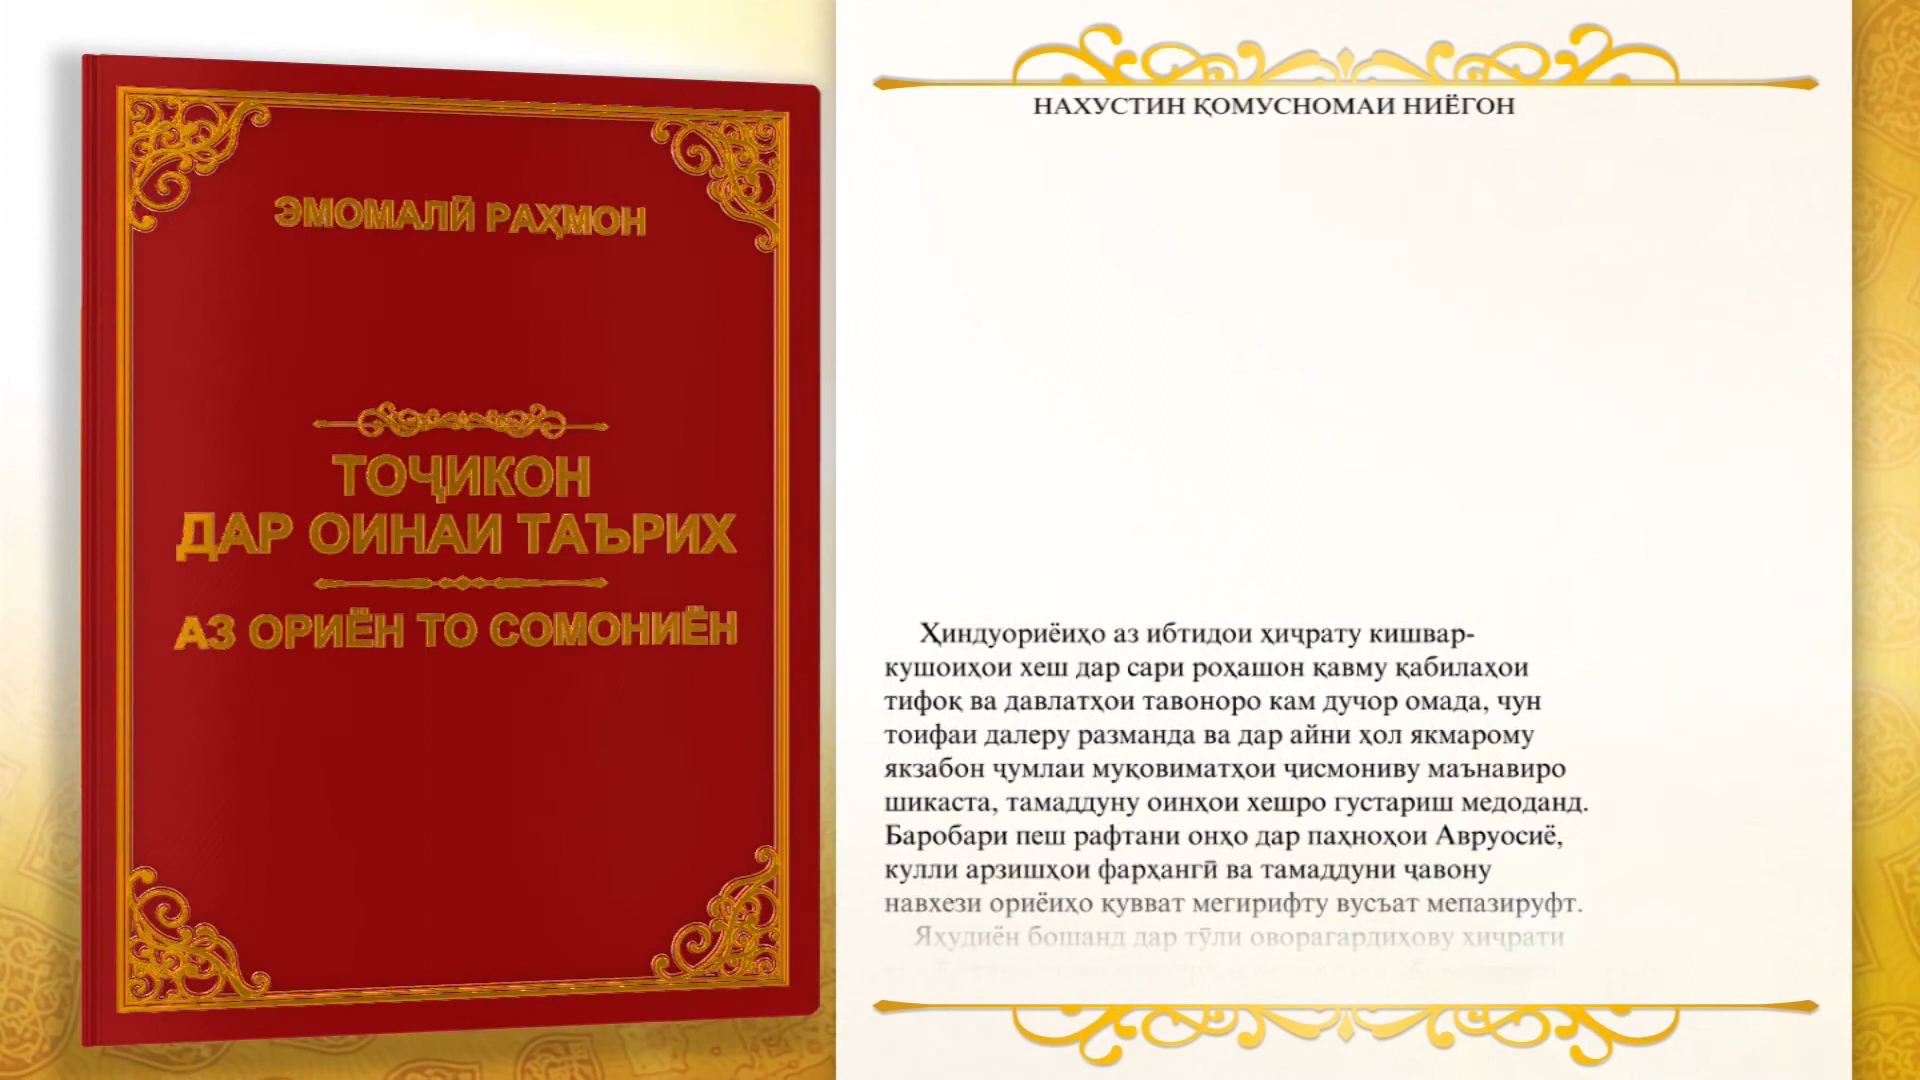 ЭМОМАЛӢ РАҲМОН
ТОҶИКОН
ДАР ОИНАИ ТАЪРИХ
АЗ ОРИЁН ТО СОМОНИЁН
НАХУСТИН ҚОМУСНОМАИ НИЁГОН
Ҳиндуориёиҳо аз ибтидои ҳиҷрату кишвар-
кушоиҳои хеш дар сари роҳашон қавму қабилаҳои
тифоқ ва давлатҳои тавоноро кам дучор омада, чун
тоифаи далеру разманда ва дар айни ҳол якмарому
якзабон ҷумлаи муқовиматҳои ҷисмониву маънавиро
шикаста, тамаддуну оинҳои хешро густариш медоданд.
Баробари пеш рафтани онҳо дар паҳноҳои Авруосиё,
кулли арзишҳои фарҳангӣ ва тамаддуни ҷавону
навхези ориёиҳо қувват мегирифту вусъат мепазируфт.
Яҳудиён бошанд дар тӯли оворагардиҳову хиҷрати